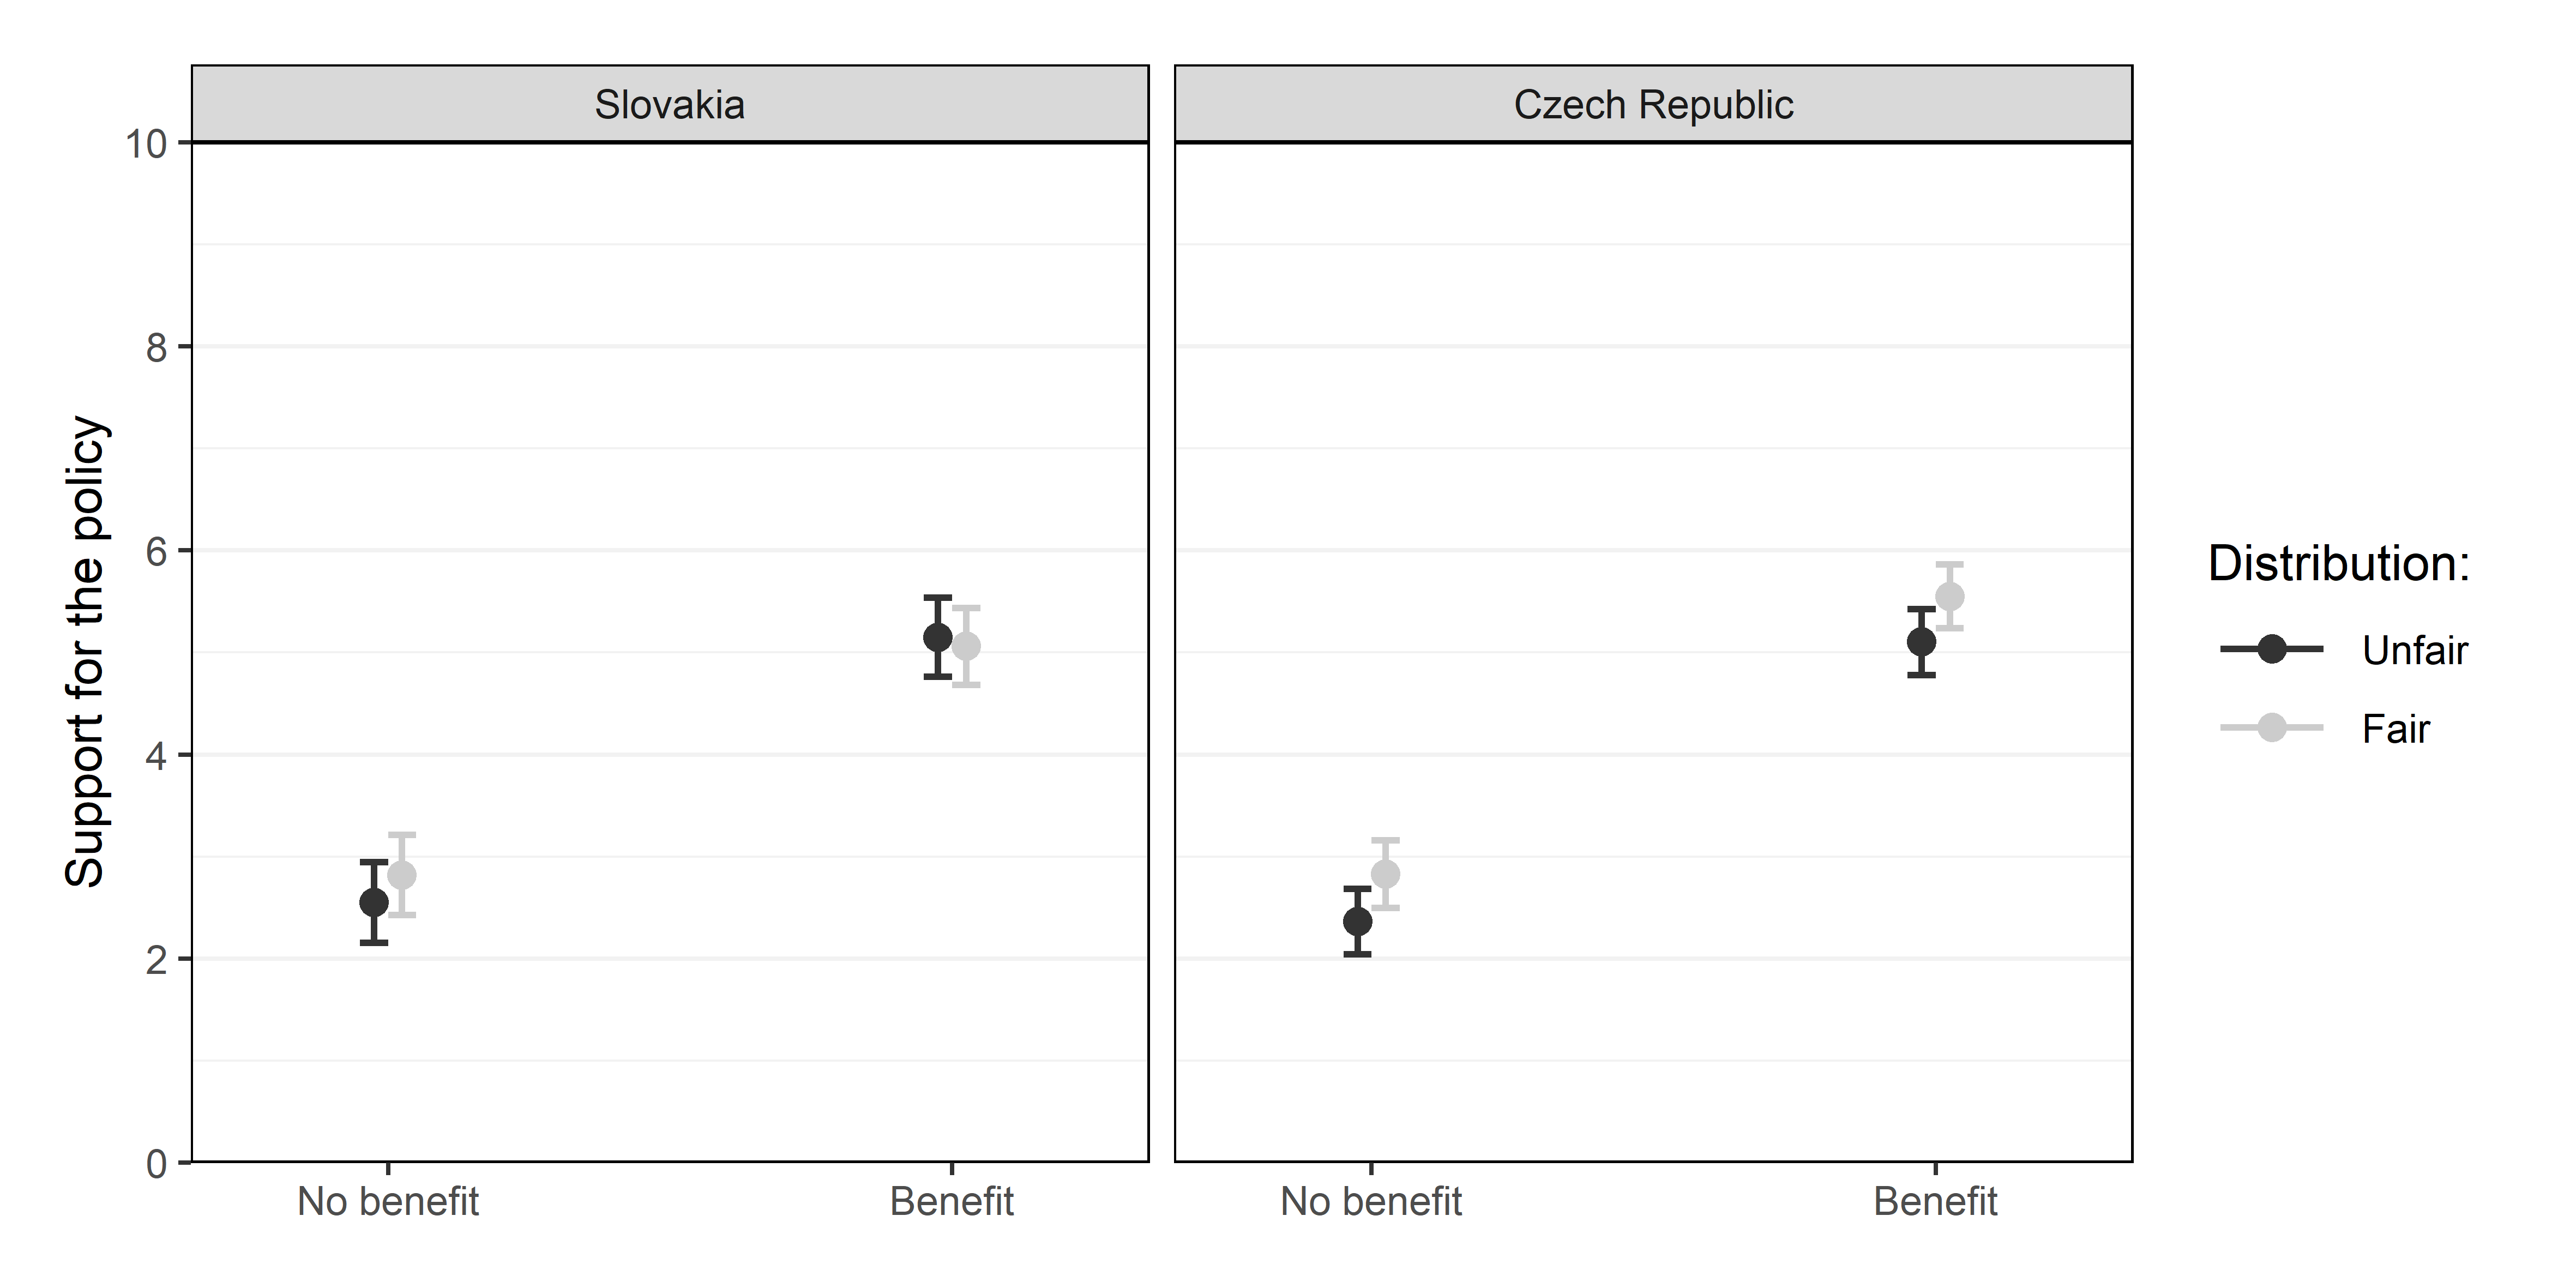 Slovakia
Czech Republic
10
8
6
4
2
0
Support for the policy
No benefit
Benefit
No benefit
Benefit
Distribution:
Unfair
Fair